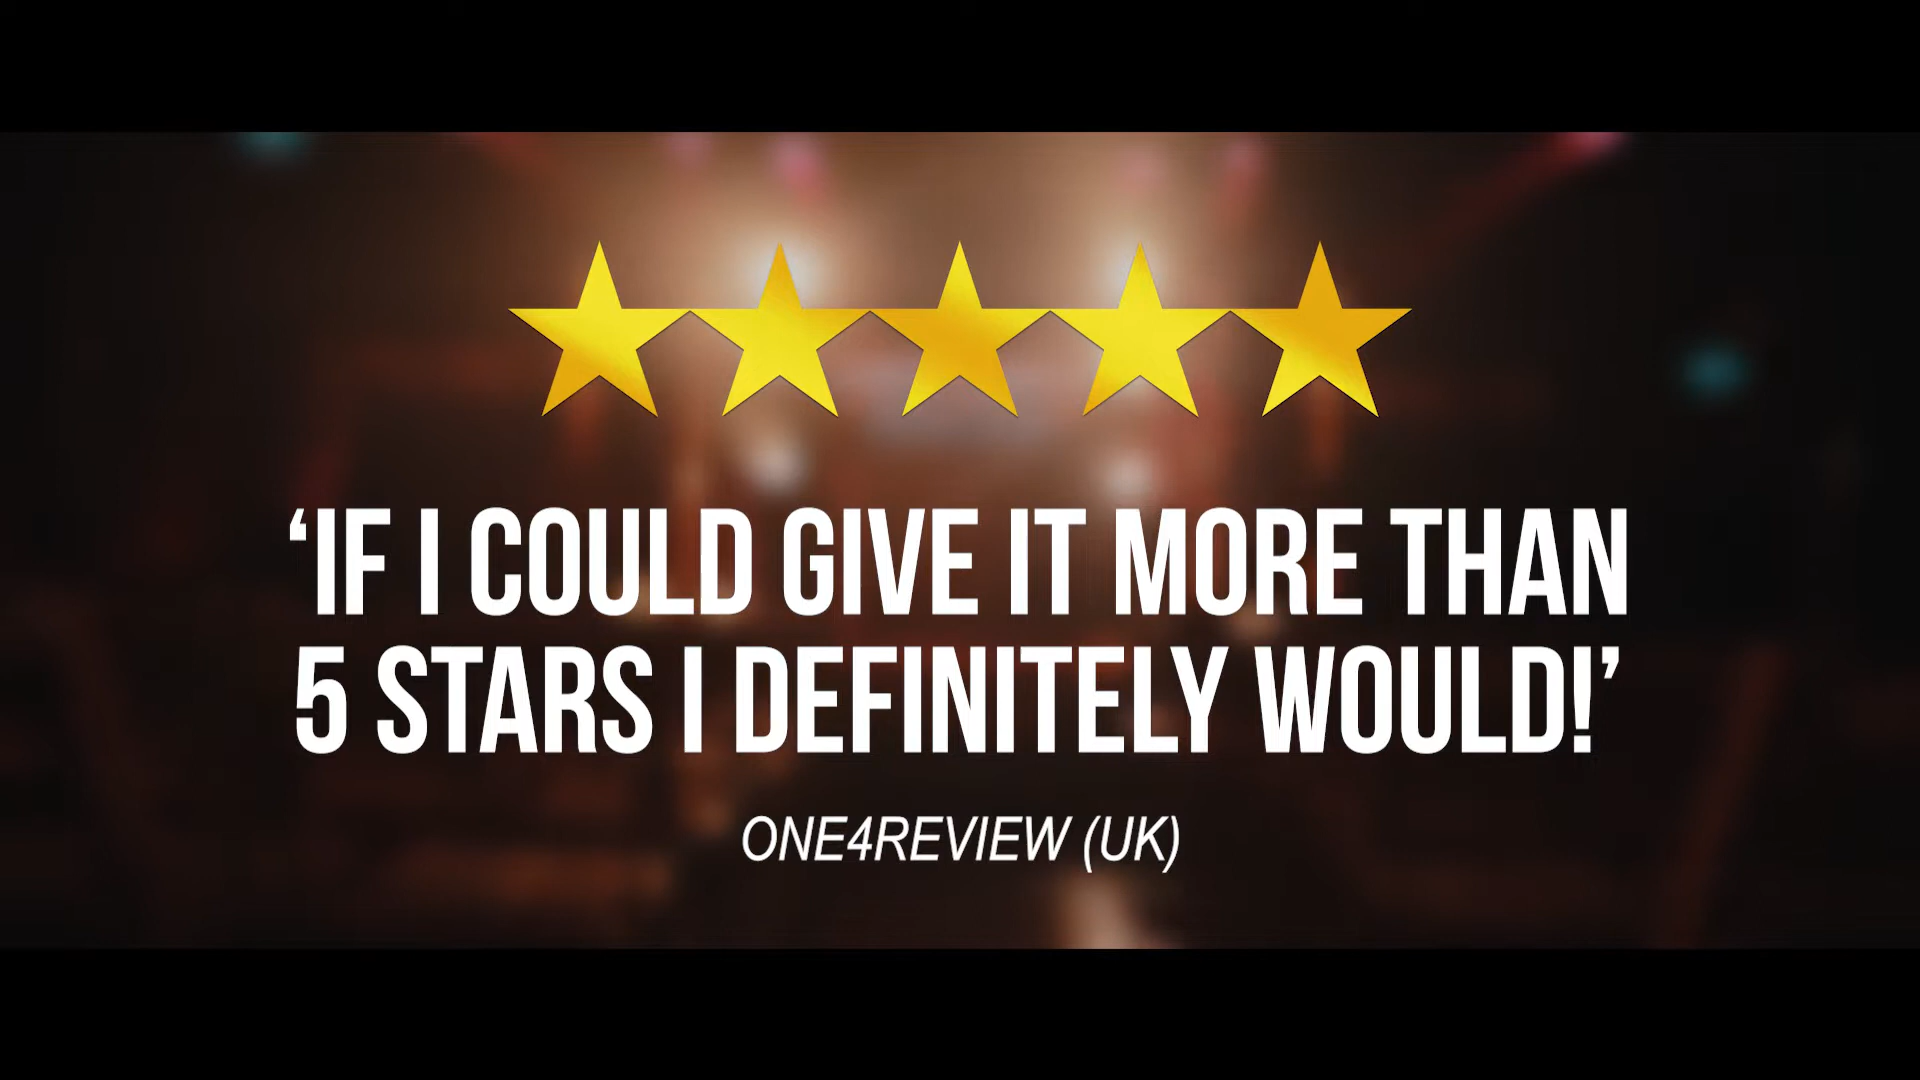 ‘IF I COULD GIVE IT MORE THAN
5 STARS I DEFINITELY WOULD!’
ONE4REVIEW (UK)